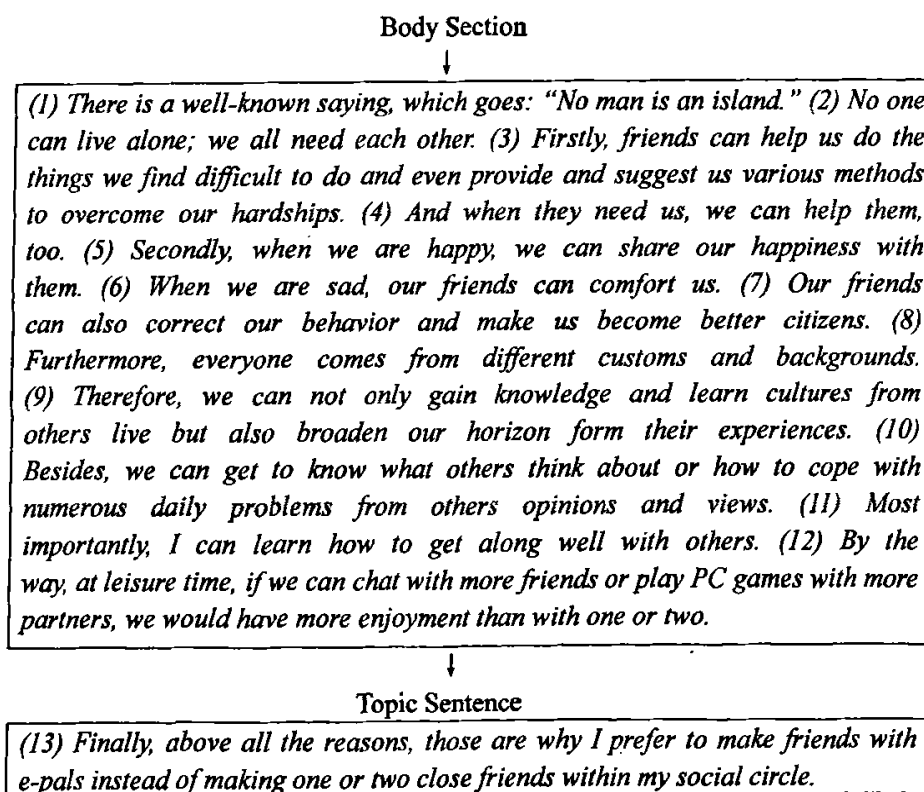 Body Section
(1) There is a well-known saying, which goes: “No man is an island.” (2) No one
can live alone; we all need each other. (3) Firstly, friends can help us do the
things we find difficult to do and even provide and suggest us various methods
to overcome our hardships. (4) And when they need us, we can help them,
too. (5) Secondly, when we are happy, we can share our happiness with
them. (6) When we are sad, our friends can comfort us. (7) Our friends
can also correct our behavior and make us become better citizens. (8)
Furthermore, everyone comes from different customs and backgrounds.
(9) Therefore, we can not only gain knowledge and learn cultures from
others live but also broaden our horizon form their experiences. (10)
Besides, we can get to know what others think about or how to cope with
numerous daily problems from others opinions and views. (11) Most
importantly, I can learn how to get along well with others. (12) By the
way, at leisure time, if we can chat with more friends or play PC games with more
partners, we would have more enjoyment than with one or two.
Topic Sentence
(13) Finally, above all the reasons, those are why I prefer to make friends with
e-pals instead of making one or two close friends within my social circle.